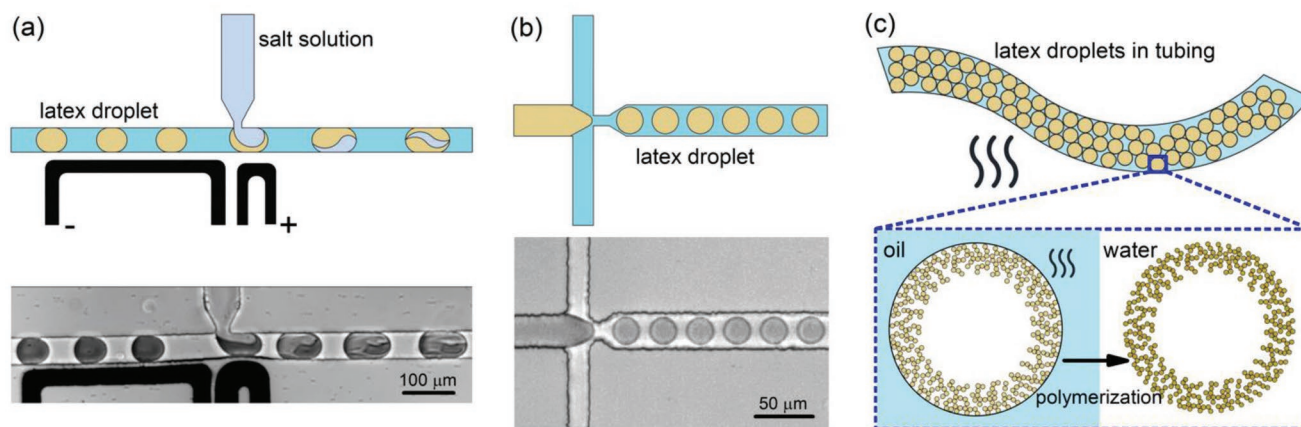 (a)
salt solution
latex droplet
-
+
100 μm
(b)
latex droplet
50 μm
(c)
latex droplets in tubing
oil
water
polymerization